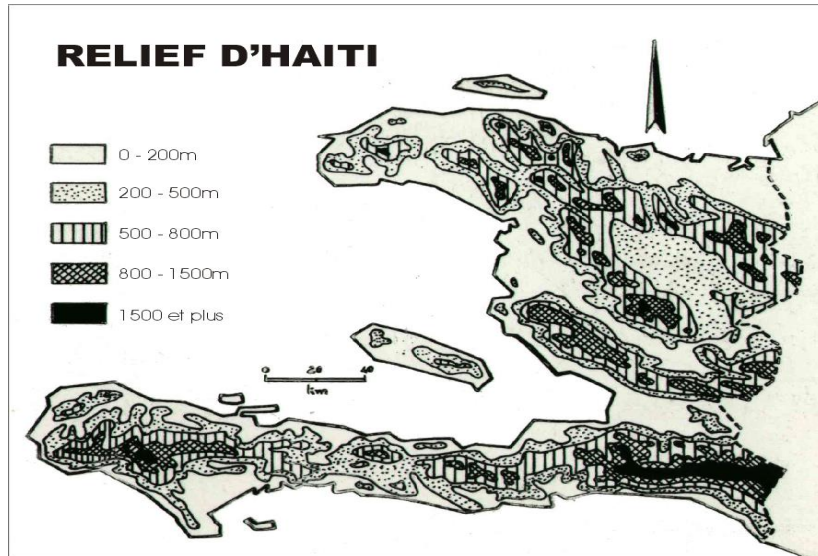 RELIEF D'HAITI
0 - 200m
200 - 500m
500 - 800m
800 - 1500m
1500 et plus
0 20 40
km